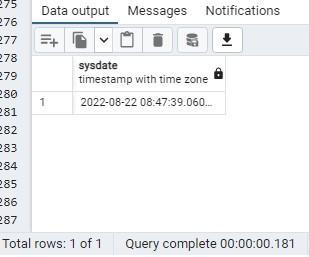 275
276
277
278
279
280
281
282
283
284
285
286
287
Data output Messages Notifications
sysdate
timestamp with time zone
1 2022-08-22 08:47:39.060...
Total rows: 1 of 1 Query complete 00:00:00.181